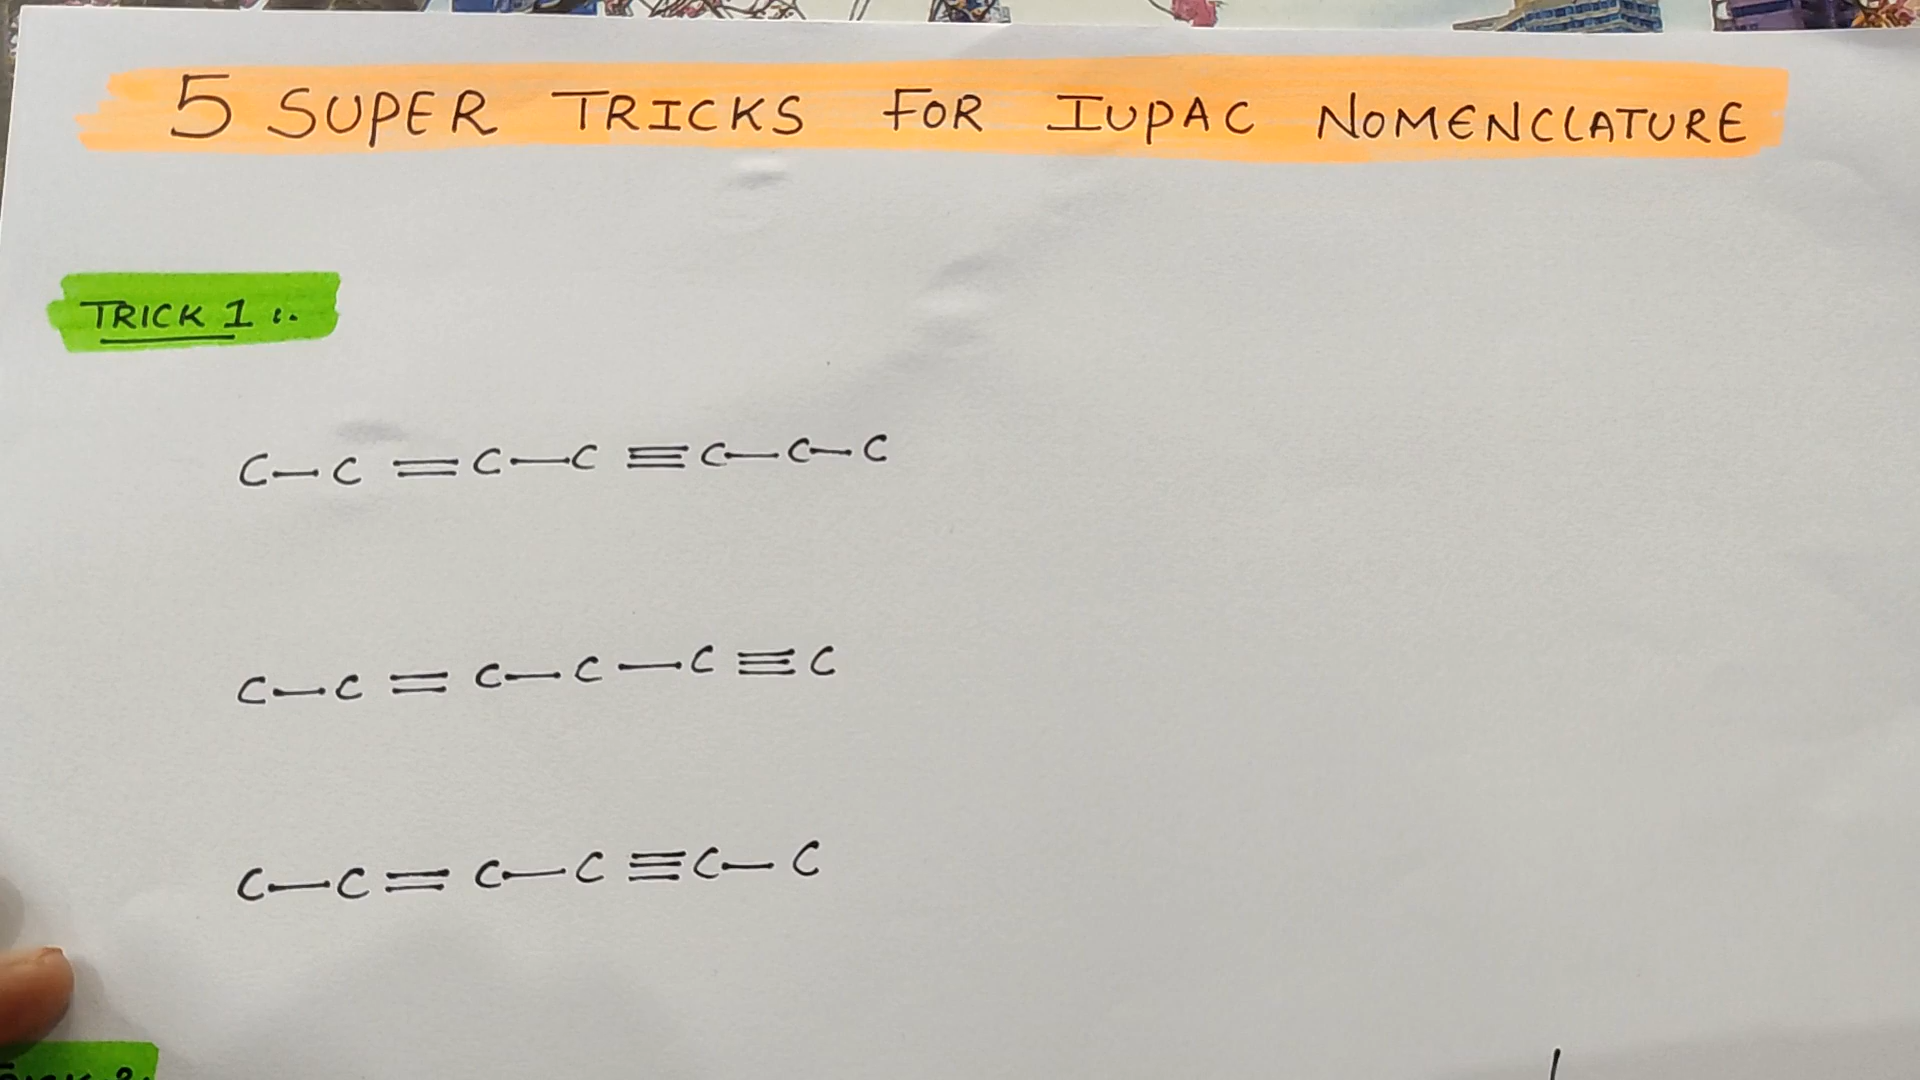 5 SUPER TRICKS FOR IUPAC NOMENCLATURE
TRICK 1 :.
C–C=C–C≡C–C–C
C–C=C–C–C≡C
C–C=C–C≡C–C